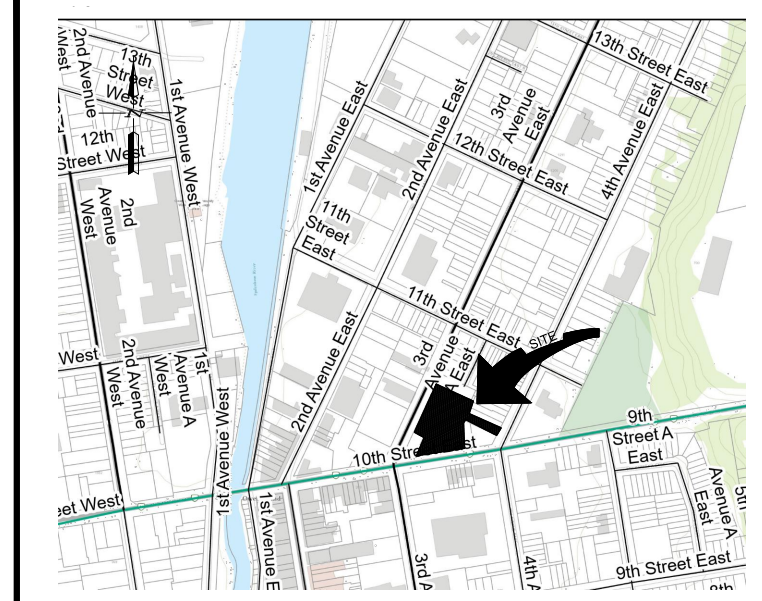 13th
Street
West
2nd Avenue
West
1st Avenue West
12th
Street West
2nd
Avenue
West
1st Avenue East
2nd Avenue East
3rd
Avenue
East
13th Street East
12th Street East
4th Avenue East
11th
Street
East
11th Street East
2nd Avenue East
3rd
Avenue
A East
SITE
West
2nd Avenue
West
1st
Avenue A
West
1st Avenue West
10th Street East
9th
Street A
East
eet West
1st Avenue E
3rd A
4th A
Avenue A
East
5th
9th Street East
8th